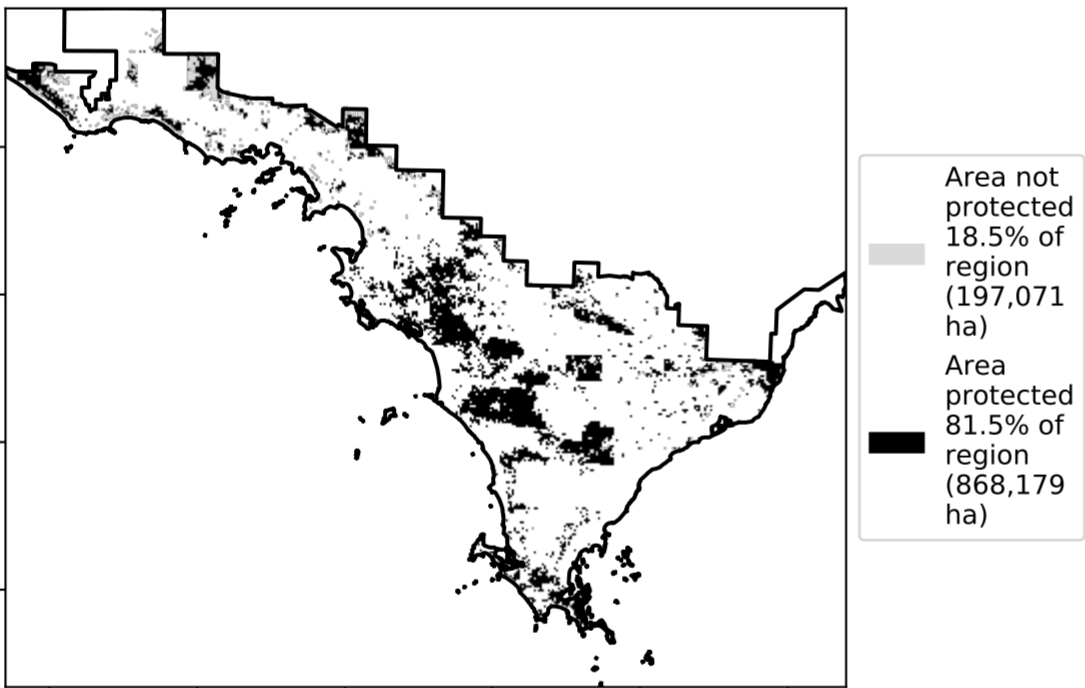 Area not
protected
18.5% of
region
(197,071
ha)
Area
protected
81.5% of
region
(868,179
ha)